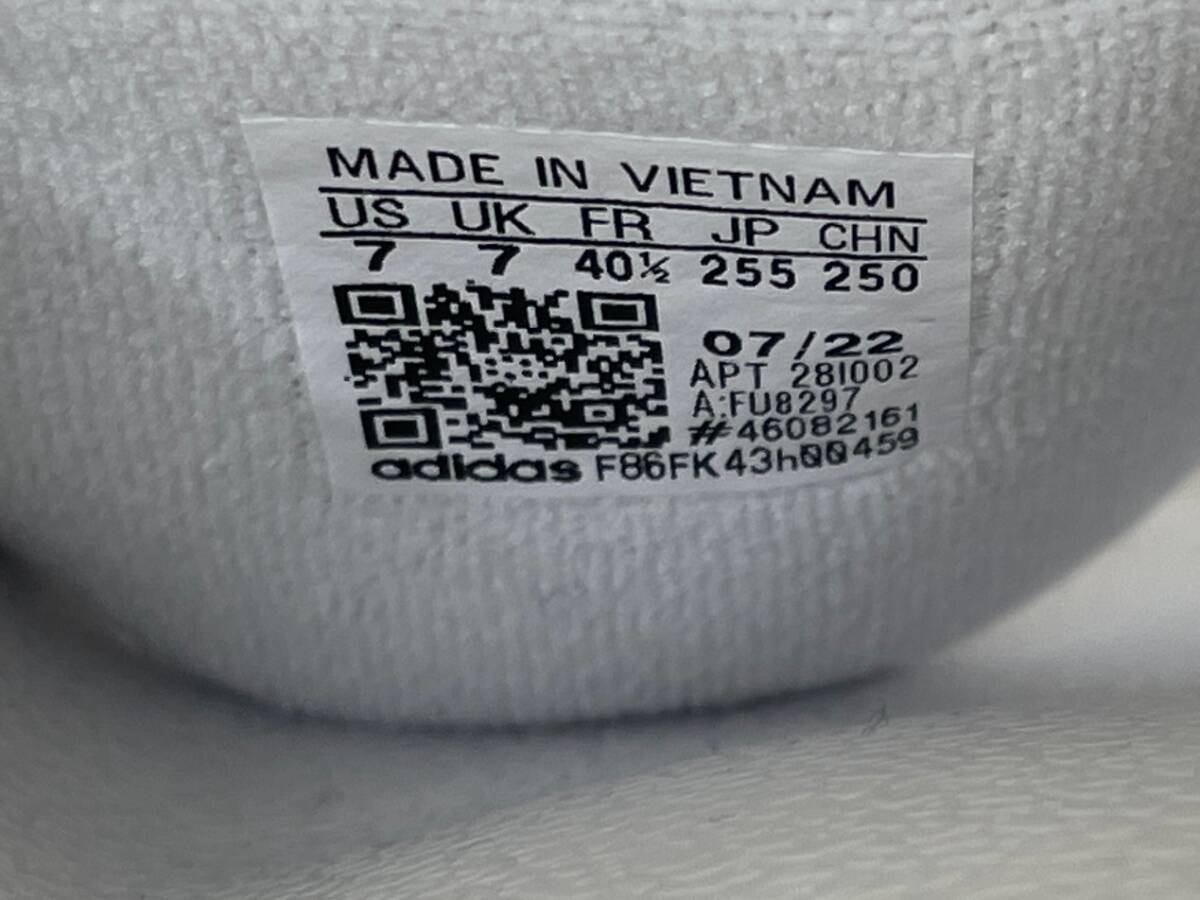 MADE IN VIETNAM
US UK FR JP CHN
7 7 40½ 255 250
07/22
APT 281002
A:FU8297
#46082161
adidas F86FK43h00459